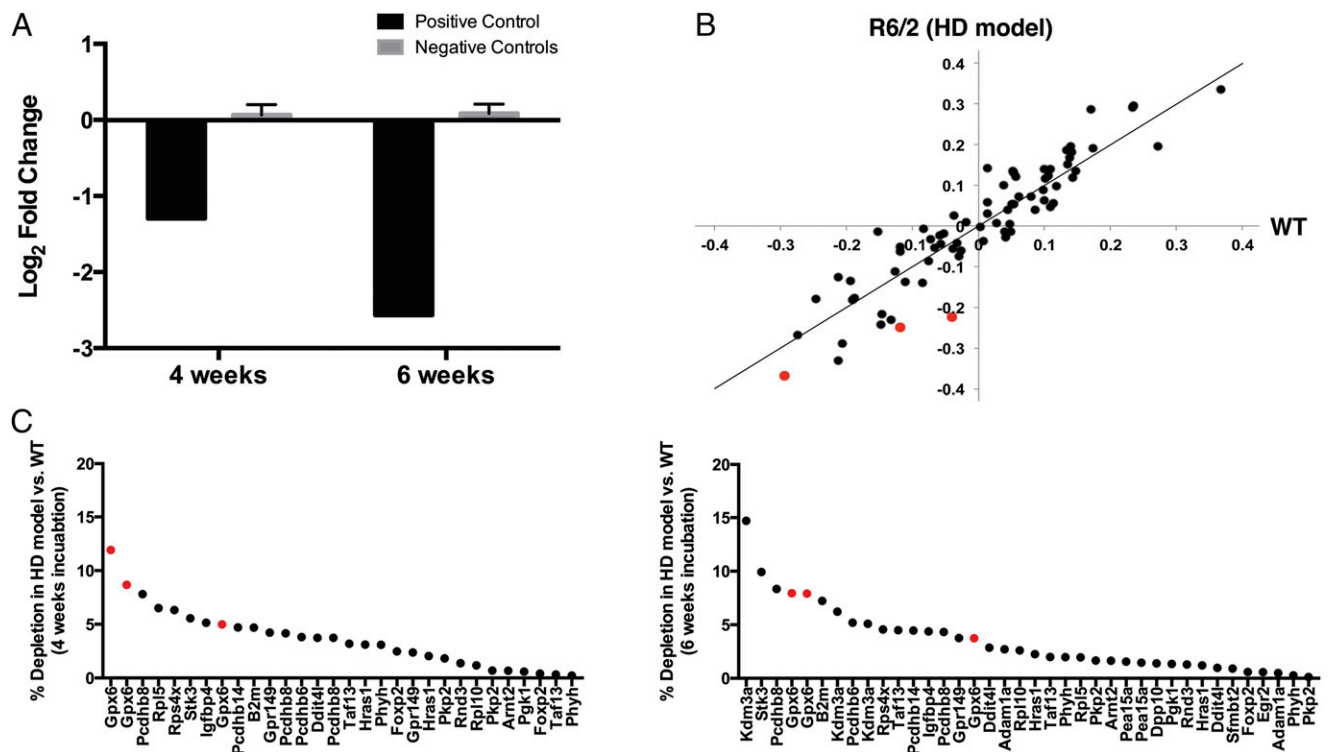 A
Positive Control
Negative Controls
Log2 Fold Change
1
0
-1
-2
-3
4 weeks
6 weeks
B
R6/2 (HD model)
WT
0.4
0.3
0.2
0.1
0
-0.1
-0.2
-0.3
-0.4
-0.4
-0.3
-0.2
-0.1
0
0.1
0.2
0.3
0.4
C
% Depletion in HD model vs. WT
(4 weeks incuabtion)
20
15
10
5
0
Gpx6
Gpx6
Pcdhb8
Rpl5
Rps4x
Stk3
Igfbp4
Gpx6
Pcdhb14
B2m
Gpr149
Pcdhb8
Pcdhb6
Ddit4l
Pcdhb6
Taf13
Hras1
Phyh
Foxp2
Gpr149
Hras1
Pkp2
Rnd3
Rpl10
Pkp2
Arnt2
Pgk1
Foxp2
Taf13
Phyh
% Depletion in HD model vs. WT
(6 weeks incubation)
20
15
10
5
0
Kdm3a
Stk3
Pcdhb8
Gpx6
Gpx6
B2m
Kdm3a
Pcdhb6
Kdm3a
Rps4x
Taf13
Pcdhb14
Igfbp4
Pcdhb8
Gpr149
Gpx6
Ddit4l
Adam1a
Rpl10
Hras1
Taf13
Phyh
Rpl5
Pkp2
Arnt2
Pea15a
Pea15a
Dpp10
Pgk1
Rnd3
Hras1
Ddit4l
Sfmbt2
Foxp2
Egr2
Adam1a
Phyh
Pkp2